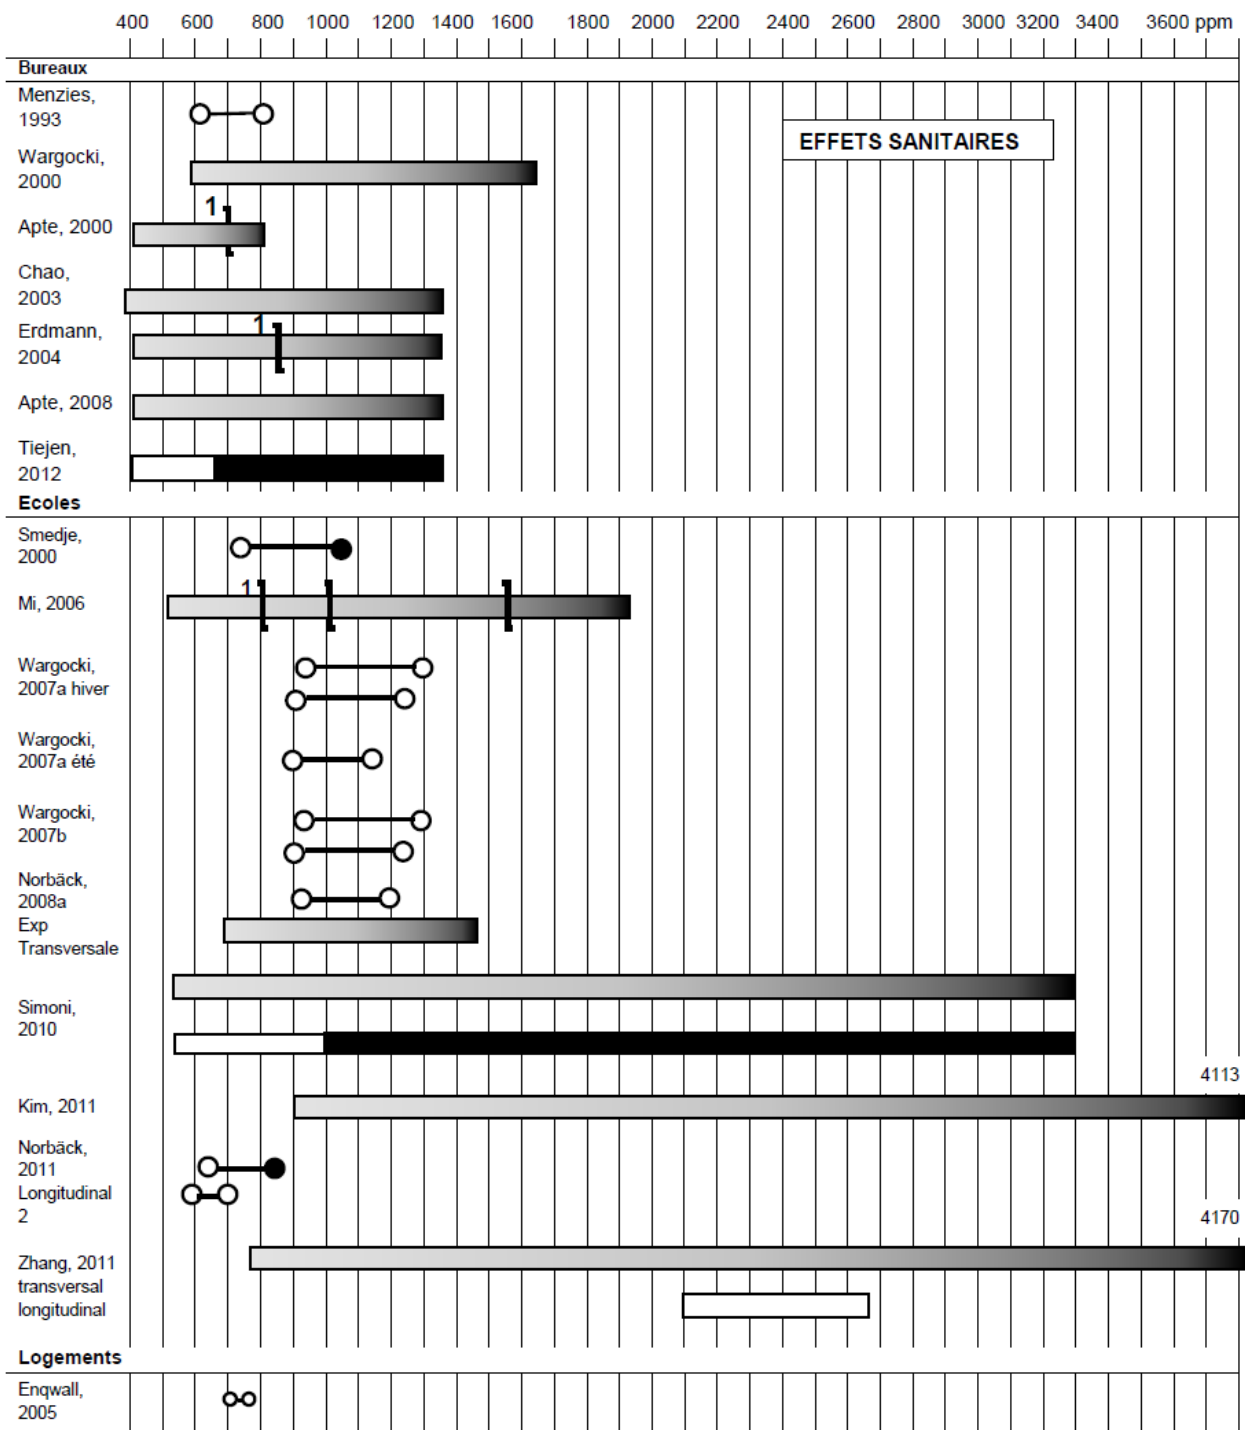 400 600 800 1000 1200 1400 1600 1800 2000 2200 2400 2600 2800 3000 3200 3400 3600 ppm
Bureaux
Menzies,
1993
EFFETS SANITAIRES
Wargocki,
2000
1
Apte, 2000
Chao,
2003
1
Erdmann,
2004
Apte, 2008
Tiejen,
2012
Ecoles
Smedje,
2000
1
Mi, 2006
Wargocki,
2007a hiver
Wargocki,
2007a été
Wargocki,
2007b
Norbäck,
2008a
Exp
Transversale
Simoni,
2010
4113
Kim, 2011
Norbäck,
2011
Longitudinal
2
4170
Zhang, 2011
transversal
longitudinal
Logements
Enqwall,
2005